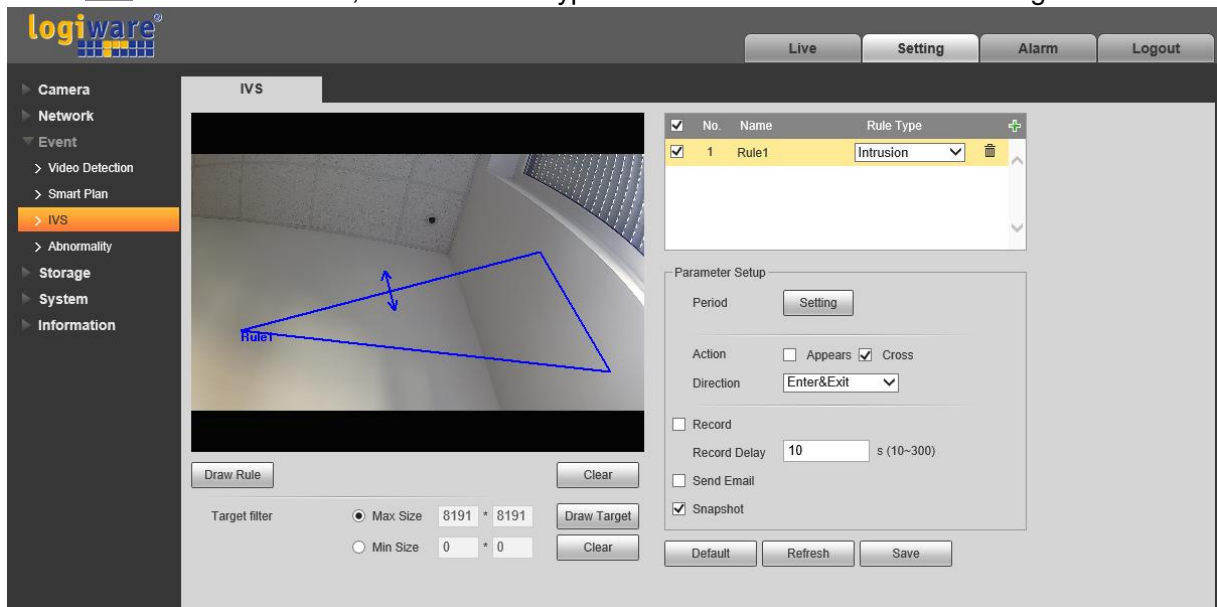 logiware®
Live Setting Alarm Logout
Camera
Network
Event
Video Detection
Smart Plan
IVS
Abnormality
Storage
System
Information
IVS
Rule1
Draw Rule Clear
Target filter Max Size 8191 * 8191 Draw Target
Min Size 0 * 0 Clear
No. Name Rule Type
1 Rule1 Intrusion
Parameter Setup
Period Setting
Action Appears Cross
Direction Enter&Exit
Record
Record Delay 10 s (10~300)
Send Email
Snapshot
Default Refresh Save